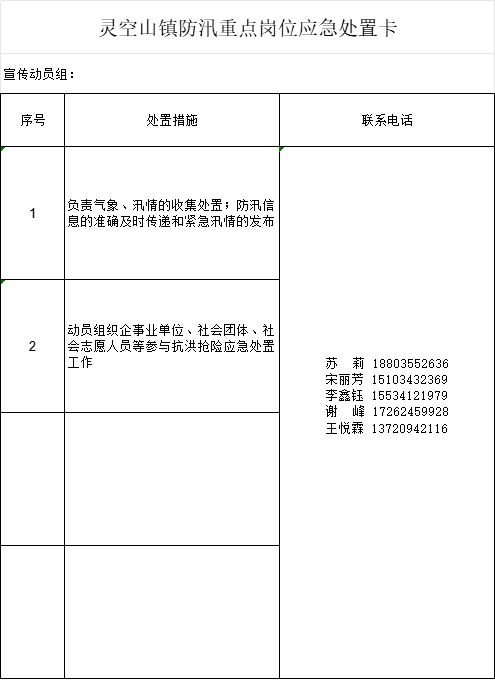 灵空山镇防汛重点岗位应急处置卡
宣传动员组：
序号 处置措施 联系电话
1 负责气象、汛情的收集处置；防汛信
息的准确及时传递和紧急汛情的发布
2 动员组织企事业单位、社会团体、社
会志愿人员等参与抗洪抢险应急处置
工作
苏 莉 18803552636
宋丽芳 15103432369
李鑫钰 15534121979
谢 峰 17262459928
王悦霖 13720942116